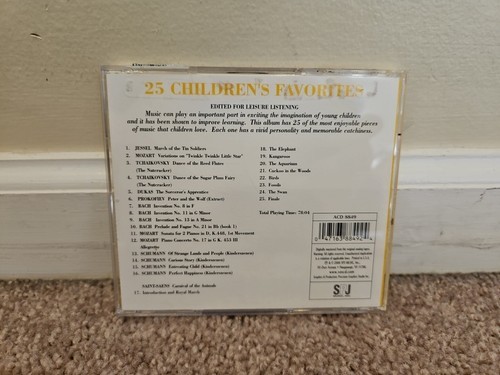 25 CHILDREN'S FAVORITES
EDITED FOR LEISURE LISTENING
Music can play an important part in exciting the imagination of young children
and it has been shown to improve learning. This album has 25 of the most enjoyable pieces
of music that children love. Each one has a vivid personality and memorable catchiness.
1. JESSEL March of the Tin Soldiers
2. MOZART Variations on "Twinkle Twinkle Little Star"
3. TCHAIKOVSKY Dance of the Reed Flutes
(The Nutcracker)
4. TCHAIKOVSKY Dance of the Sugar Plum Fairy
(The Nutcracker)
5. DUKAS The Sorcerer's Apprentice
6. PROKOFIEV Peter and the Wolf (Extract)
7. BACH Invention No. 8 in F
8. BACH Invention No. 11 in G Minor
9. BACH Invention No. 13 in A Minor
10. BACH Prelude and Fugue No. 21 in Bb (book 1)
11. MOZART Sonata for 2 Pianos in D, K.448, 1st Movement
12. MOZART Piano Concerto No. 17 in G K. 453 III
Allegretto
13. SCHUMANN Of Strange Lands and People (Kinderszenen)
14. SCHUMANN Curious Story (Kinderszenen)
15. SCHUMANN Entreating Child (Kinderszenen)
16. SCHUMANN Perfect Happiness (Kinderszenen)
SAINT-SAENS Carnival of the Animals
17. Introduction and Royal March
18. The Elephant
19. Kangaroos
20. The Aquarium
21. Cuckoo in the Woods
22. Birds
23. Fossils
24. The Swan
25. Finale
Total Playing Time: 78:04
ACD 8849
S J